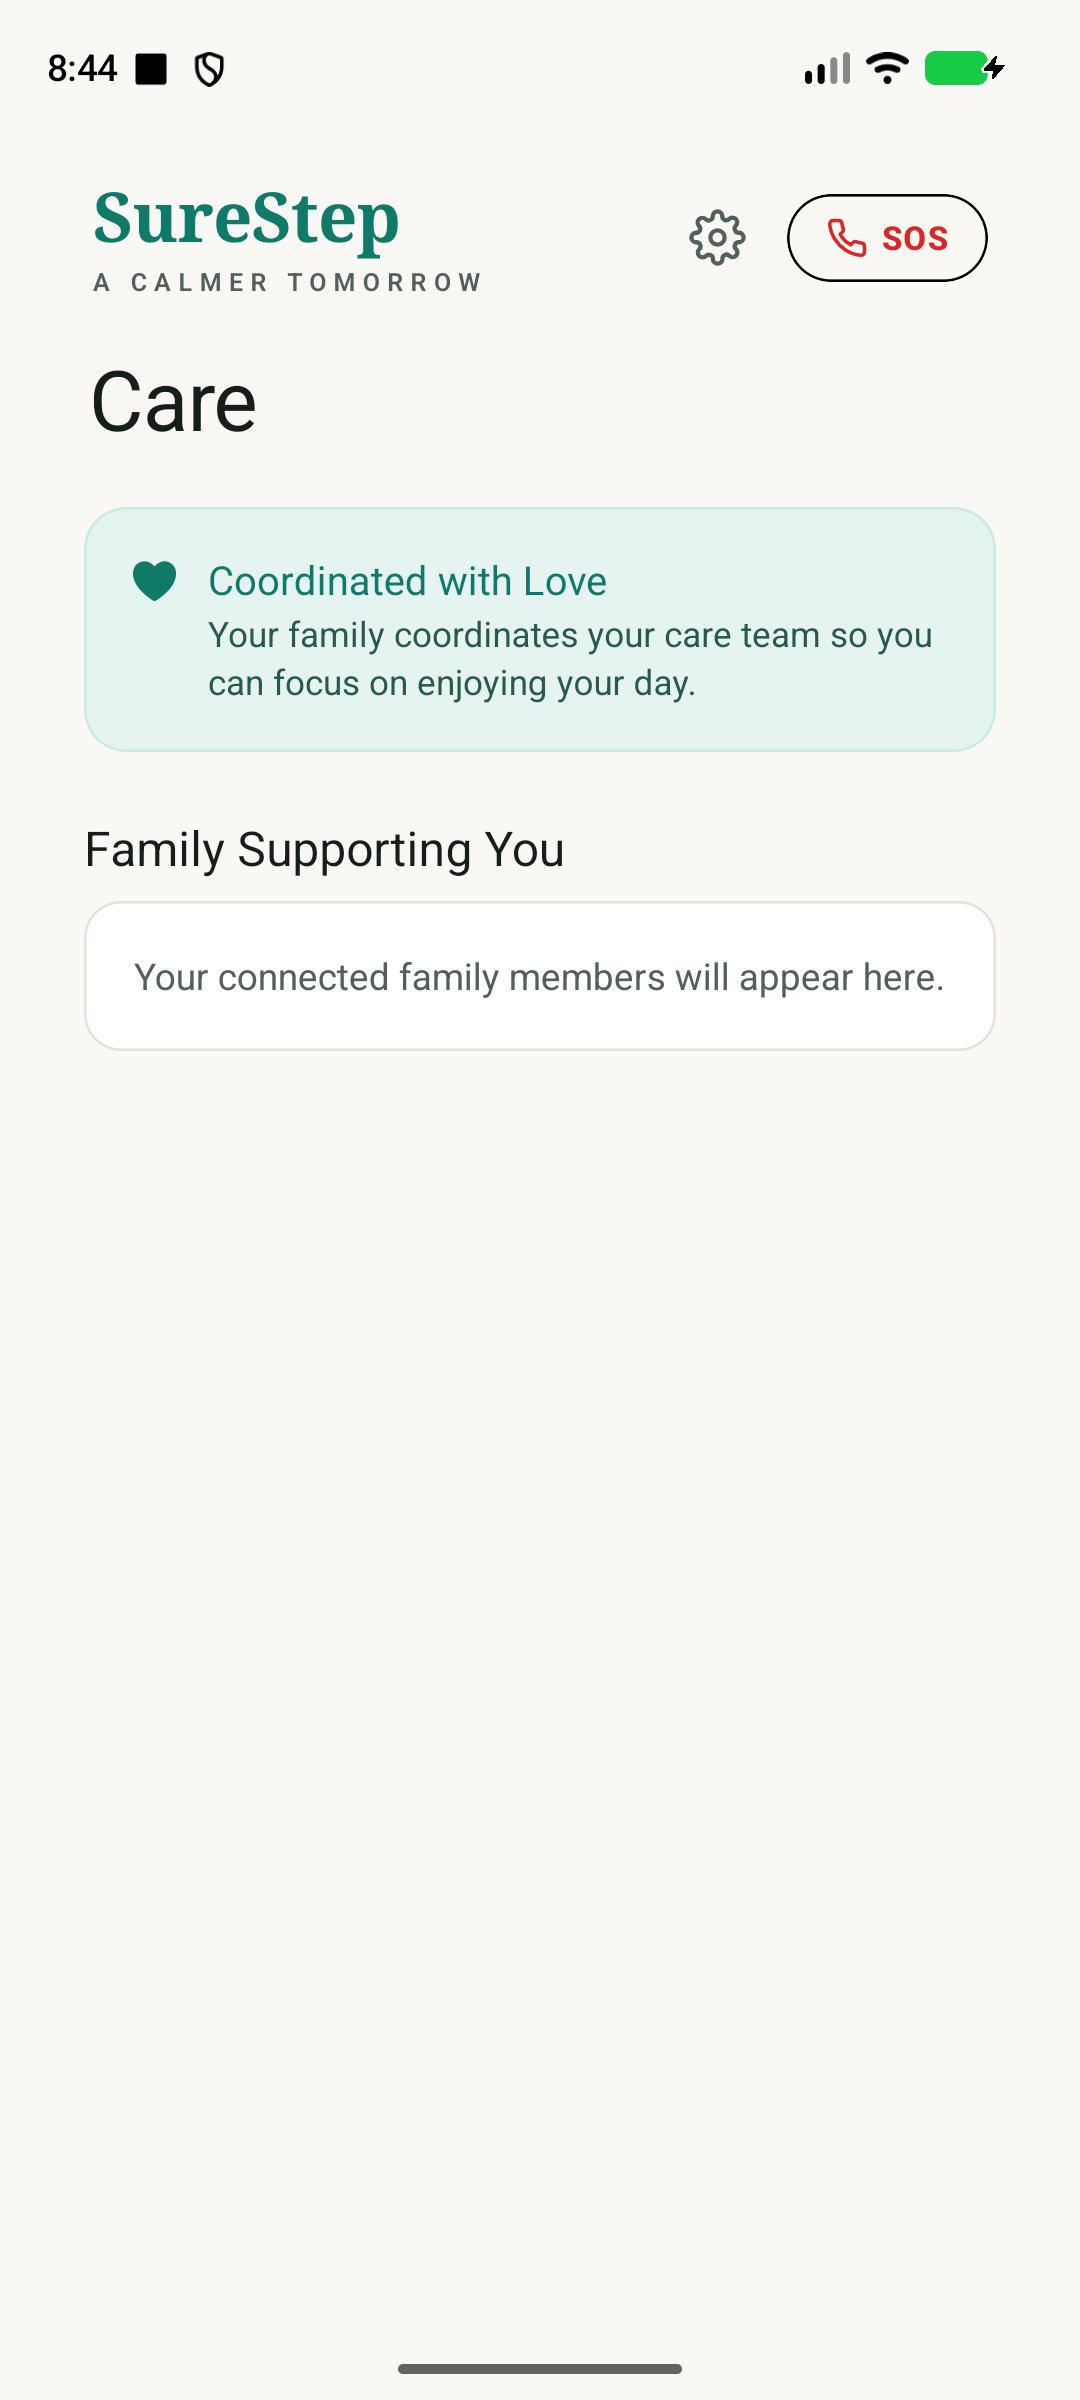 8:44
SureStep
A CALMER TOMORROW
SOS
Care
Coordinated with Love
Your family coordinates your care team so you
can focus on enjoying your day.
Family Supporting You
Your connected family members will appear here.